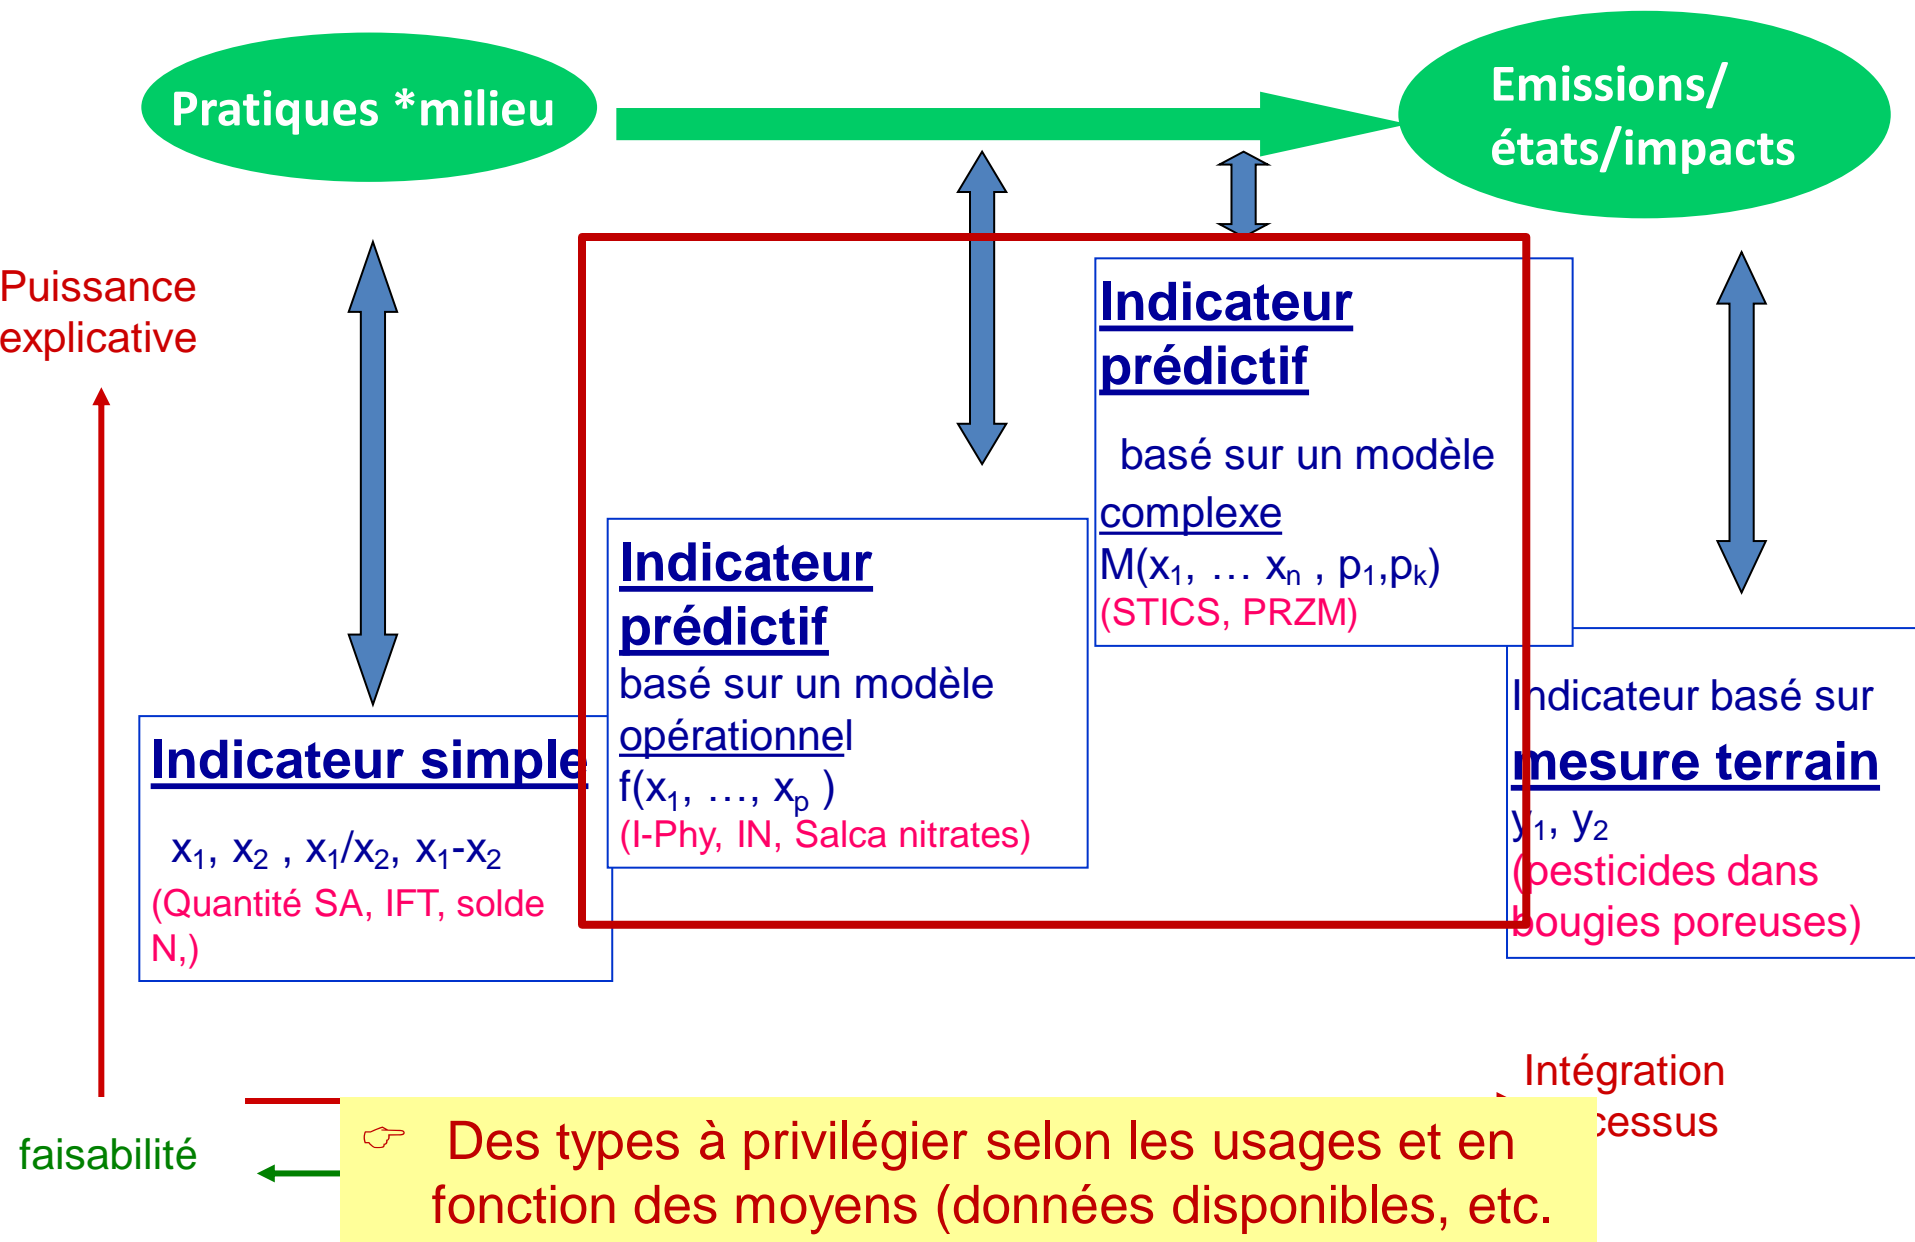 Pratiques *milieu
Emissions/
états/impacts
Puissance
explicative
Indicateur
prédictif
basé sur un modèle
complexe
M(x₁, … xₙ , p₁,pₖ)
(STICS, PRZM)
Indicateur
prédictif
basé sur un modèle
opérationnel
f(x₁, …, xₚ )
(I-Phy, IN, Salca nitrates)
Indicateur simple
x₁, x₂ , x₁/x₂, x₁-x₂
(Quantité SA, IFT, solde
N,)
Indicateur basé sur
mesure terrain
y₁, y₂
(pesticides dans
bougies poreuses)
Intégration
cessus
faisabilité
☞ Des types à privilégier selon les usages et en
fonction des moyens (données disponibles, etc.